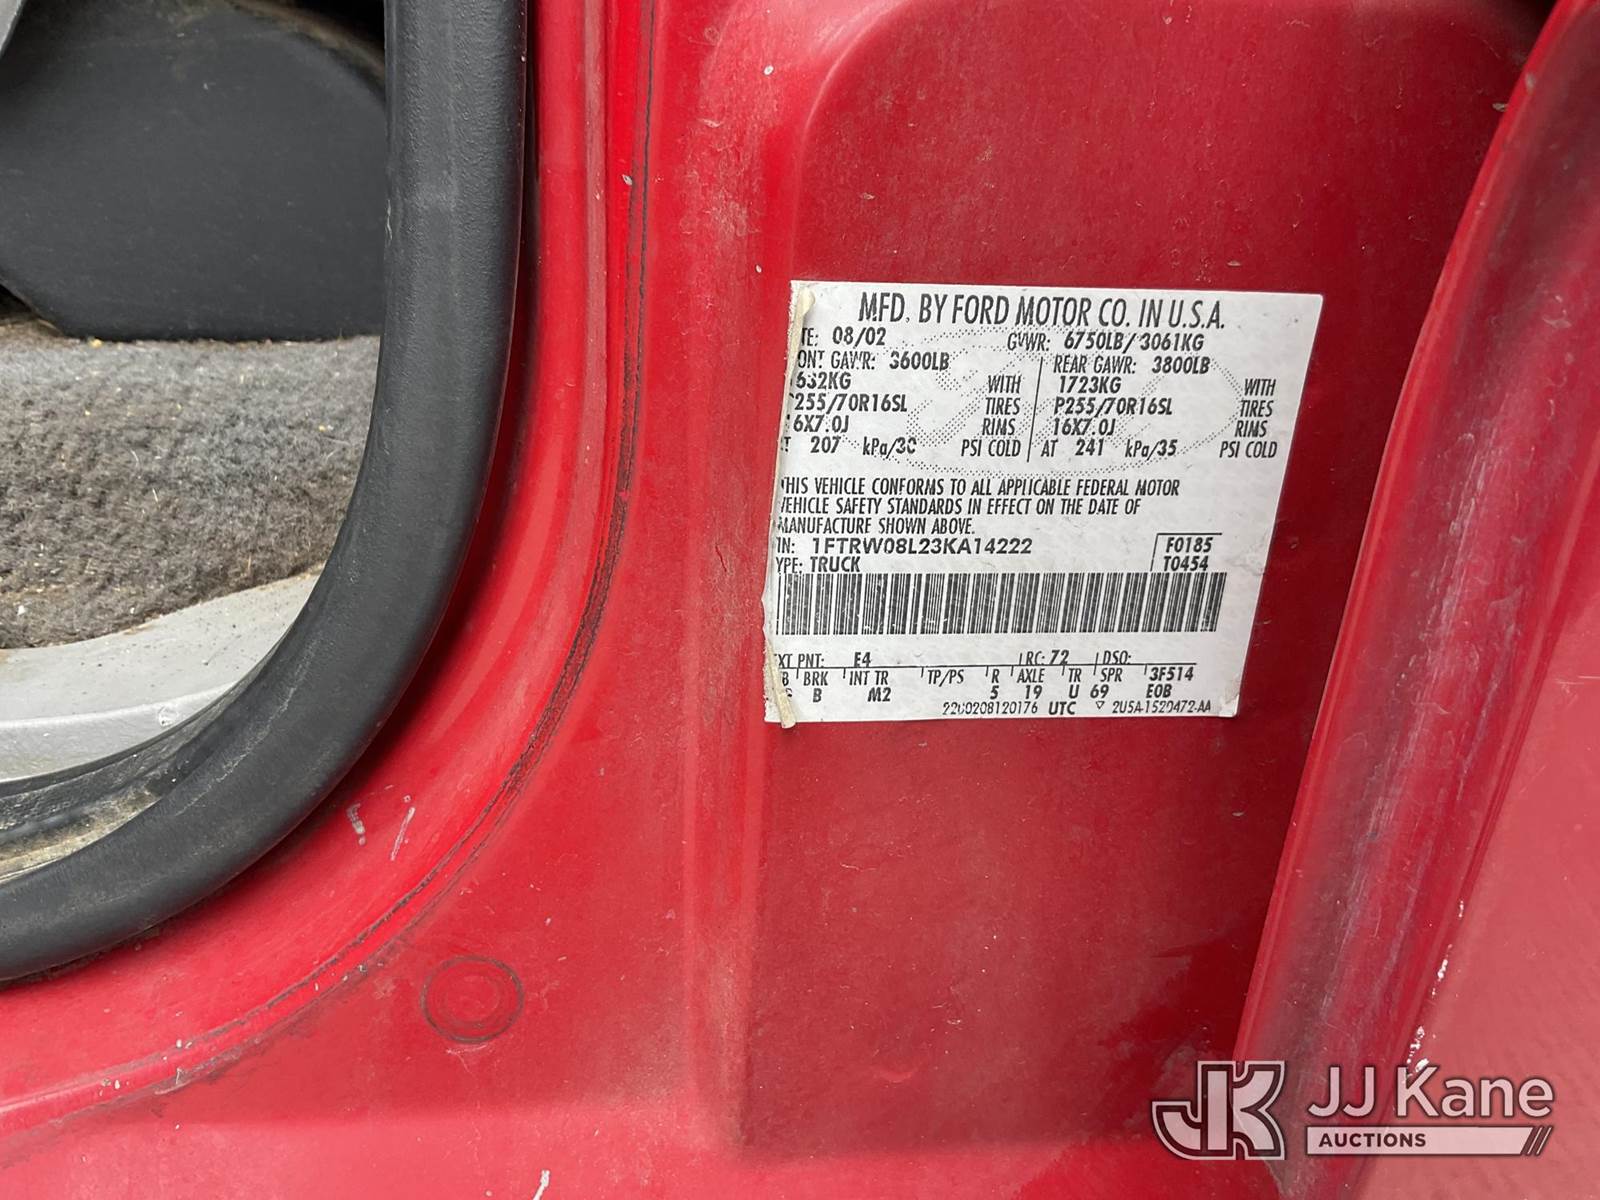 MFD. BY FORD MOTOR CO. IN U.S.A.
TE: 08/02 GVWR: 6750LB/ 3061KG
ONT GAWR: 3600LB REAR GAWR: 3800LB
1632KG WITH 1723KG WITH
P255/70R16SL TIRES P255/70R16SL TIRES
16X7.0J RIMS 16X7.0J RIMS
AT 207 kPa/30 PSI COLD AT 241 kPa/35 PSI COLD
THIS VEHICLE CONFORMS TO ALL APPLICABLE FEDERAL MOTOR
VEHICLE SAFETY STANDARDS IN EFFECT ON THE DATE OF
MANUFACTURE SHOWN ABOVE.
IN: 1FTRW08L23KA14222 F0185
YPE: TRUCK T0454
XT PNT: E4 RC: 72 DSO:
B BRK INT TR TP/PS R AXLE TR SPR 3F514
B M2 5 19 U 69 E0B
2200208120176 UTC ▽ 2U5A-1520472-AA
JK JJ Kane
AUCTIONS